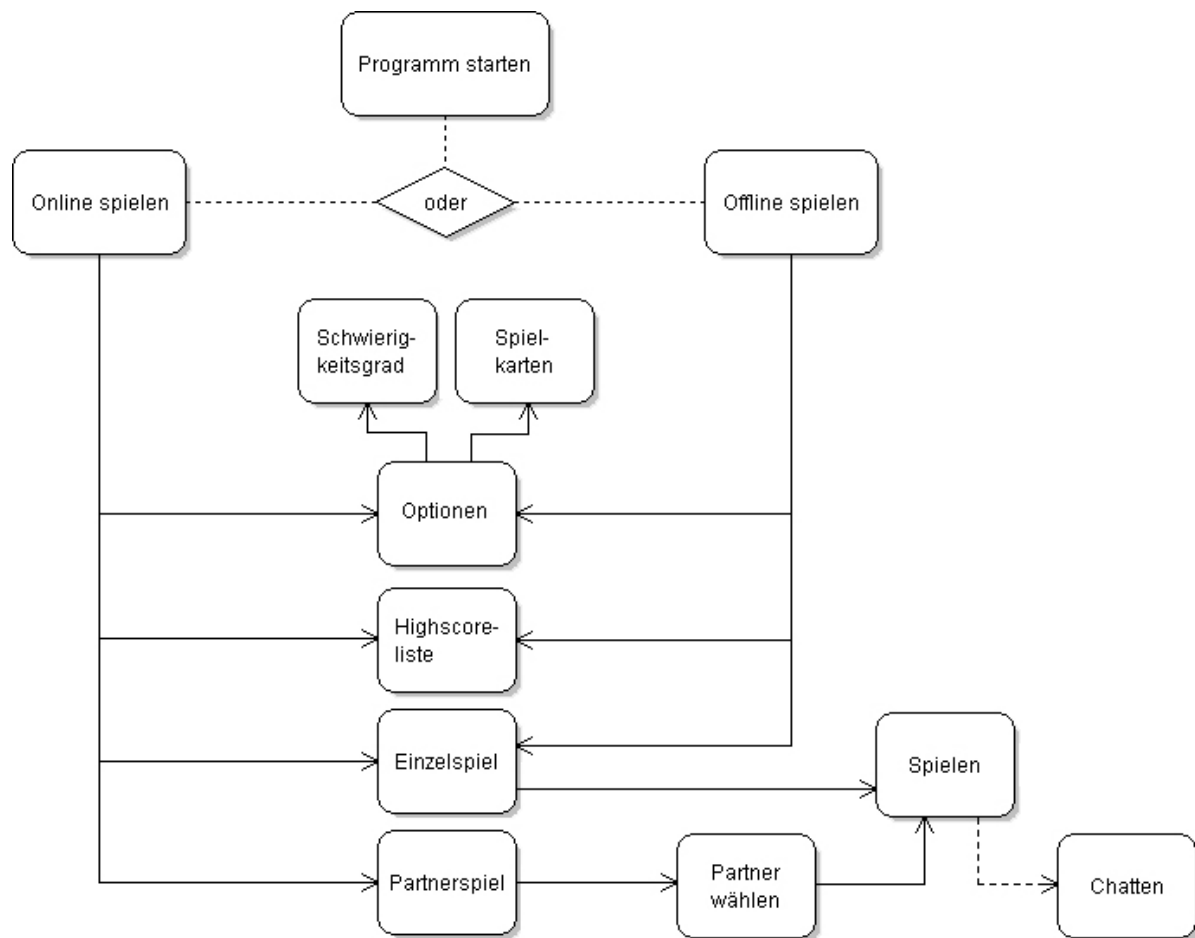 Programm starten
Online spielen
oder
Offline spielen
Schwierig-
keitsgrad
Spiel-
karten
Optionen
Highscore-
liste
Einzelspiel
Spielen
Partnerspiel
Partner
wählen
Chatten